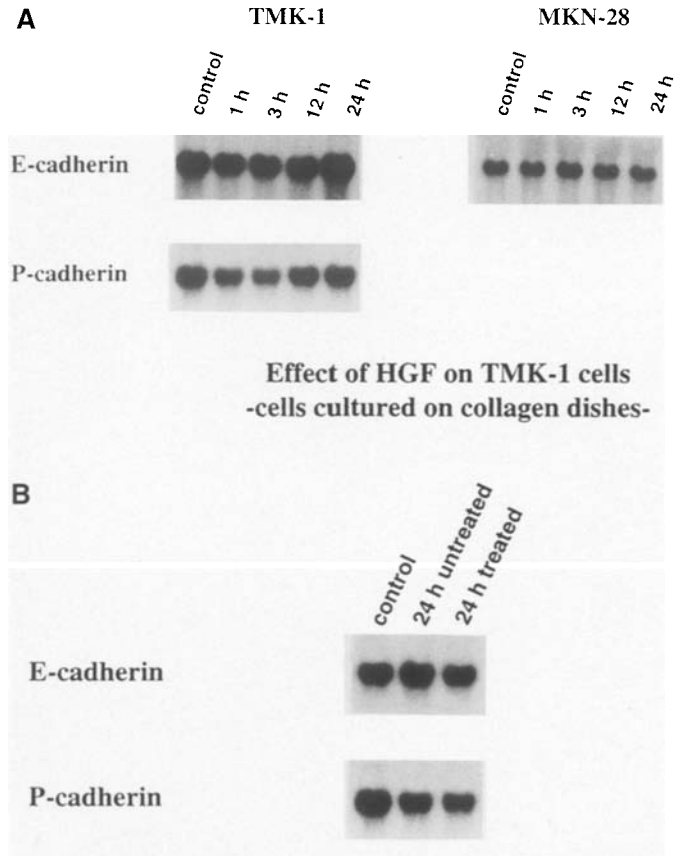 A
TMK-1
MKN-28
control 1 h 3 h 12 h 24 h
control 1 h 3 h 12 h 24 h
E-cadherin
P-cadherin
Effect of HGF on TMK-1 cells
-cells cultured on collagen dishes-
B
control 24 h untreated 24 h treated
E-cadherin
P-cadherin